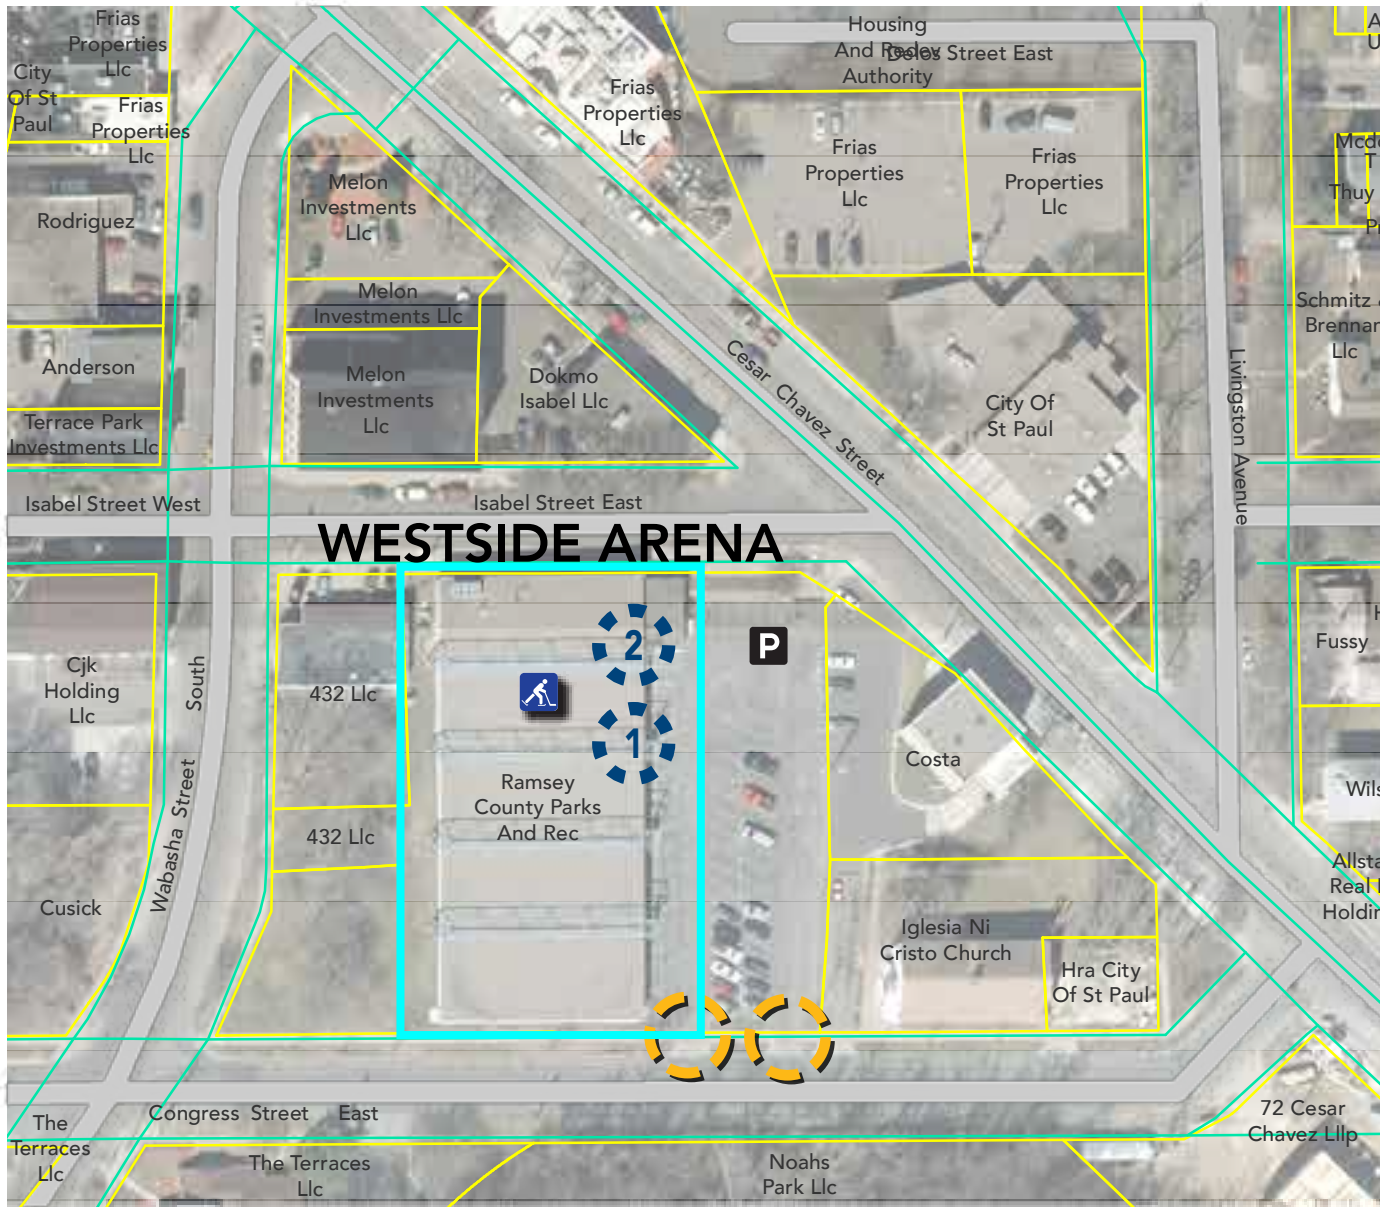 Frias
Properties
Llc
City
Of St
Paul
Frias
Properties
Llc
Rodriguez
Anderson
Terrace Park
Investments Llc
Melon
Investments
Llc
Melon
Investments Llc
Melon
Investments
Llc
Dokmo
Isabel Llc
Frias
Properties
Llc
Housing
And Redev
Authority
Delos Street East
Frias
Properties
Llc
Frias
Properties
Llc
City Of
St Paul
Cesar Chavez Street
Livingston Avenue
Thuy
Schmitz &
Brennan
Llc
Isabel Street West
Isabel Street East
WESTSIDE ARENA
Cjk
Holding
Llc
Wabasha Street South
432 Llc
432 Llc
2
1
P
Ramsey
County Parks
And Rec
Costa
Fussy
Cusick
Iglesia Ni
Cristo Church
Hra City
Of St Paul
Real
Congress Street East
The
Terraces
Llc
The Terraces
Llc
Noahs
Park Llc
72 Cesar
Chavez Lllp